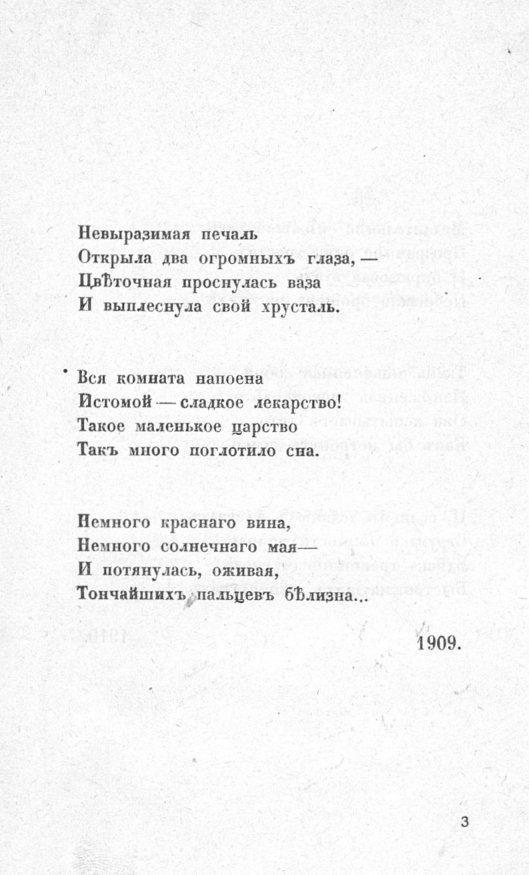 Невыразимая печаль
Открыла два огромныхъ глаза, —
Цвѣточная проснулась ваза
И выплеснула свой хрусталь.
Вся комната напоена
Истомой — сладкое лекарство!
Такое маленькое царство
Такъ много поглотило сна.
Немного краснаго вина,
Немного солнечнаго мая —
И потянулась, оживая,
Тончайшихъ пальцевъ бѣлизна...
1909.
3